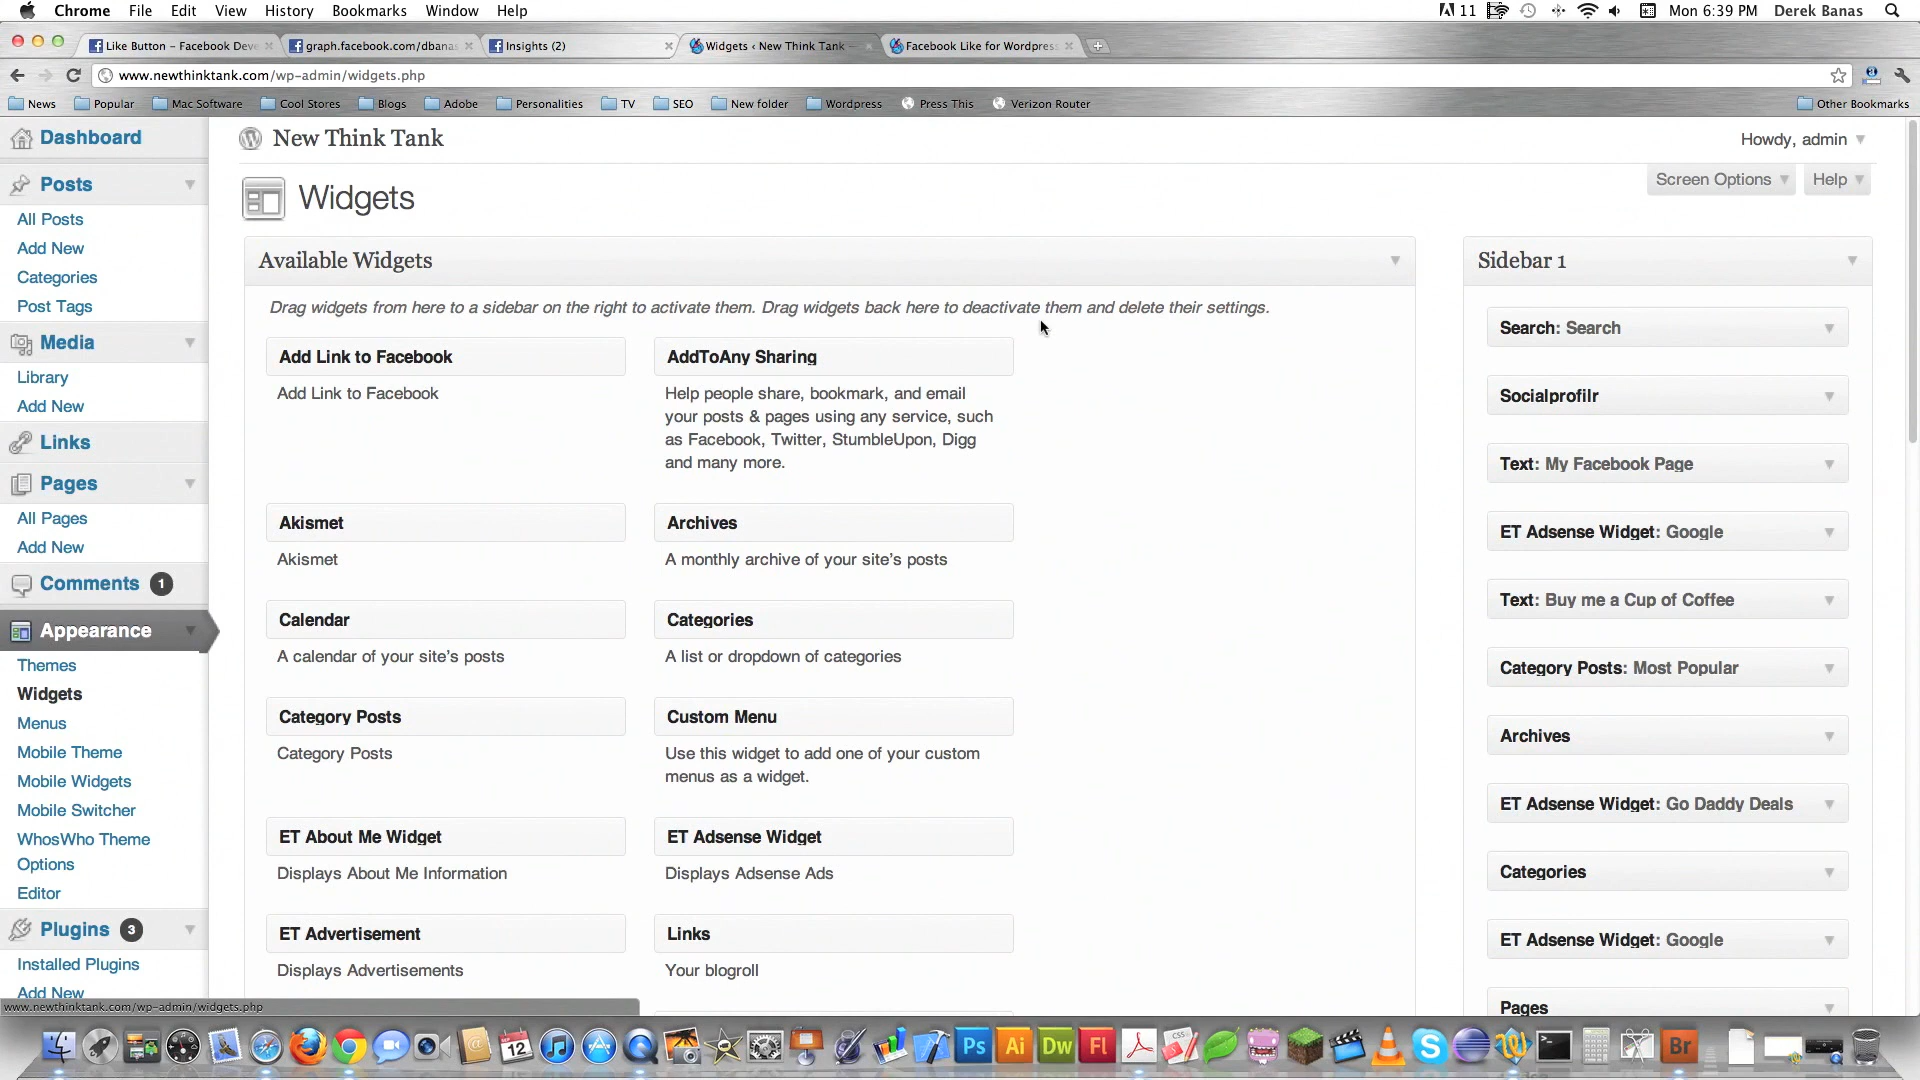 Chrome File Edit View History Bookmarks Window Help
11 Mon 6:39 PM Derek Banas
Like Button – Facebook Deve
graph.facebook.com/dbanas
Insights (2)
Widgets ‹ New Think Tank —
Facebook Like for Wordpress
www.newthinktank.com/wp-admin/widgets.php
News Popular Mac Software Cool Stores Blogs Adobe Personalities TV SEO New folder Wordpress Press This Verizon Router Other Bookmarks
Dashboard
Posts
All Posts
Add New
Categories
Post Tags
Media
Library
Add New
Links
Pages
All Pages
Add New
Comments 1
Appearance
Themes
Widgets
Menus
Mobile Theme
Mobile Widgets
Mobile Switcher
WhosWho Theme
Options
Editor
Plugins 3
Installed Plugins
Add New
www.newthinktank.com/wp-admin/widgets.php
New Think Tank
Howdy, admin
Widgets
Screen Options
Help
Available Widgets
Drag widgets from here to a sidebar on the right to activate them. Drag widgets back here to deactivate them and delete their settings.
Add Link to Facebook
Add Link to Facebook
AddToAny Sharing
Help people share, bookmark, and email
your posts & pages using any service, such
as Facebook, Twitter, StumbleUpon, Digg
and many more.
Akismet
Akismet
Archives
A monthly archive of your site's posts
Calendar
A calendar of your site's posts
Categories
A list or dropdown of categories
Category Posts
Category Posts
Custom Menu
Use this widget to add one of your custom
menus as a widget.
ET About Me Widget
Displays About Me Information
ET Adsense Widget
Displays Adsense Ads
ET Advertisement
Displays Advertisements
Links
Your blogroll
Sidebar 1
Search: Search
Socialprofilr
Text: My Facebook Page
ET Adsense Widget: Google
Text: Buy me a Cup of Coffee
Category Posts: Most Popular
Archives
ET Adsense Widget: Go Daddy Deals
Categories
ET Adsense Widget: Google
Pages
12
Ps
Ai
Dw
Fl
CSS
Br